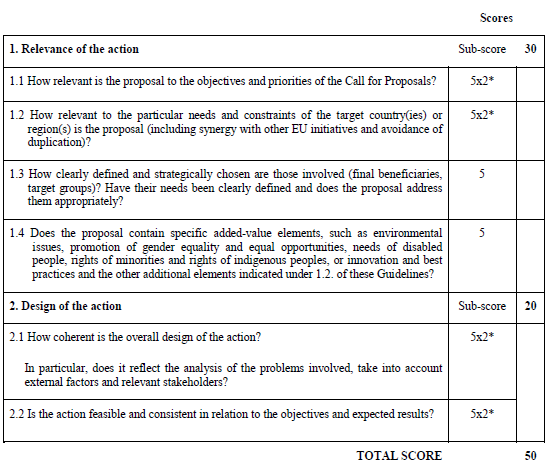 Scores
1. Relevance of the action Sub-score 30
1.1 How relevant is the proposal to the objectives and priorities of the Call for Proposals? 5x2*
1.2 How relevant to the particular needs and constraints of the target country(ies) or 5x2*
region(s) is the proposal (including synergy with other EU initiatives and avoidance of
duplication)?
1.3 How clearly defined and strategically chosen are those involved (final beneficiaries, 5
target groups)? Have their needs been clearly defined and does the proposal address
them appropriately?
1.4 Does the proposal contain specific added-value elements, such as environmental 5
issues, promotion of gender equality and equal opportunities, needs of disabled
people, rights of minorities and rights of indigenous peoples, or innovation and best
practices and the other additional elements indicated under 1.2. of these Guidelines?
2. Design of the action Sub-score 20
2.1 How coherent is the overall design of the action? 5x2*
In particular, does it reflect the analysis of the problems involved, take into account
external factors and relevant stakeholders?
2.2 Is the action feasible and consistent in relation to the objectives and expected results? 5x2*
TOTAL SCORE 50